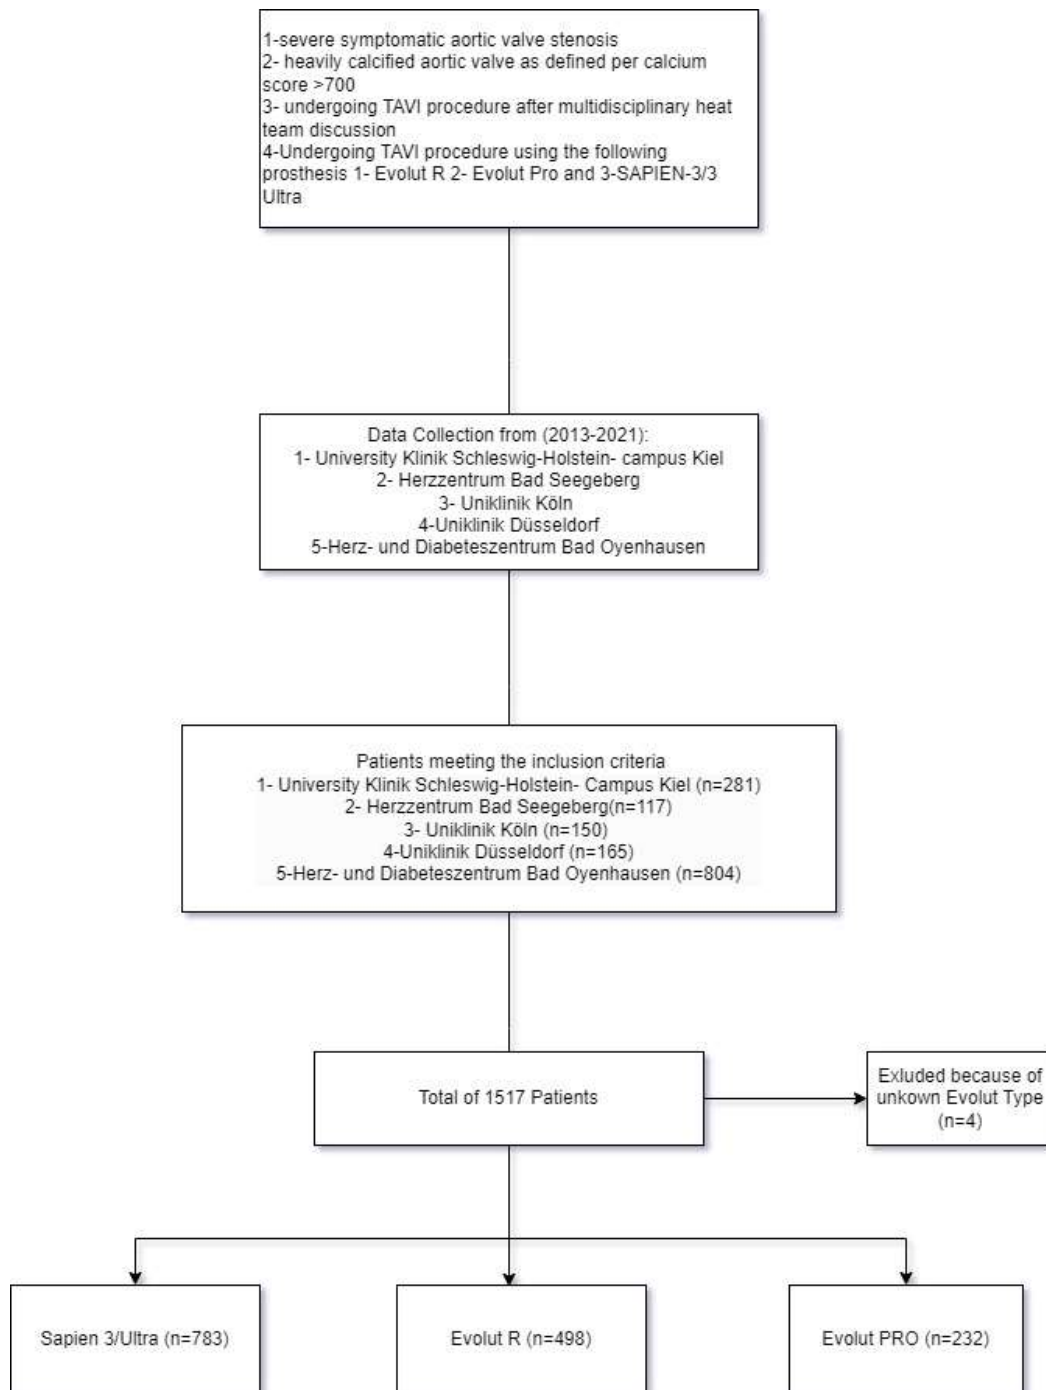 1-severe symptomatic aortic valve stenosis
2- heavily calcified aortic valve as defined per calcium
score >700
3- undergoing TAVI procedure after multidisciplinary heat
team discussion
4-Undergoing TAVI procedure using the following
prosthesis 1- Evolut R 2- Evolut Pro and 3-SAPIEN-3/3
Ultra
Data Collection from (2013-2021):
1- University Klinik Schleswig-Holstein- campus Kiel
2- Herzzentrum Bad Seegeberg
3- Uniklinik Köln
4-Uniklinik Düsseldorf
5-Herz- und Diabeteszentrum Bad Oyenhausen
Patients meeting the inclusion criteria
1- University Klinik Schleswig-Holstein- Campus Kiel (n=281)
2- Herzzentrum Bad Seegeberg(n=117)
3- Uniklinik Köln (n=150)
4-Uniklinik Düsseldorf (n=165)
5-Herz- und Diabeteszentrum Bad Oyenhausen (n=804)
Total of 1517 Patients
Exluded because of
unkown Evolut Type
(n=4)
Sapien 3/Ultra (n=783)
Evolut R (n=498)
Evolut PRO (n=232)